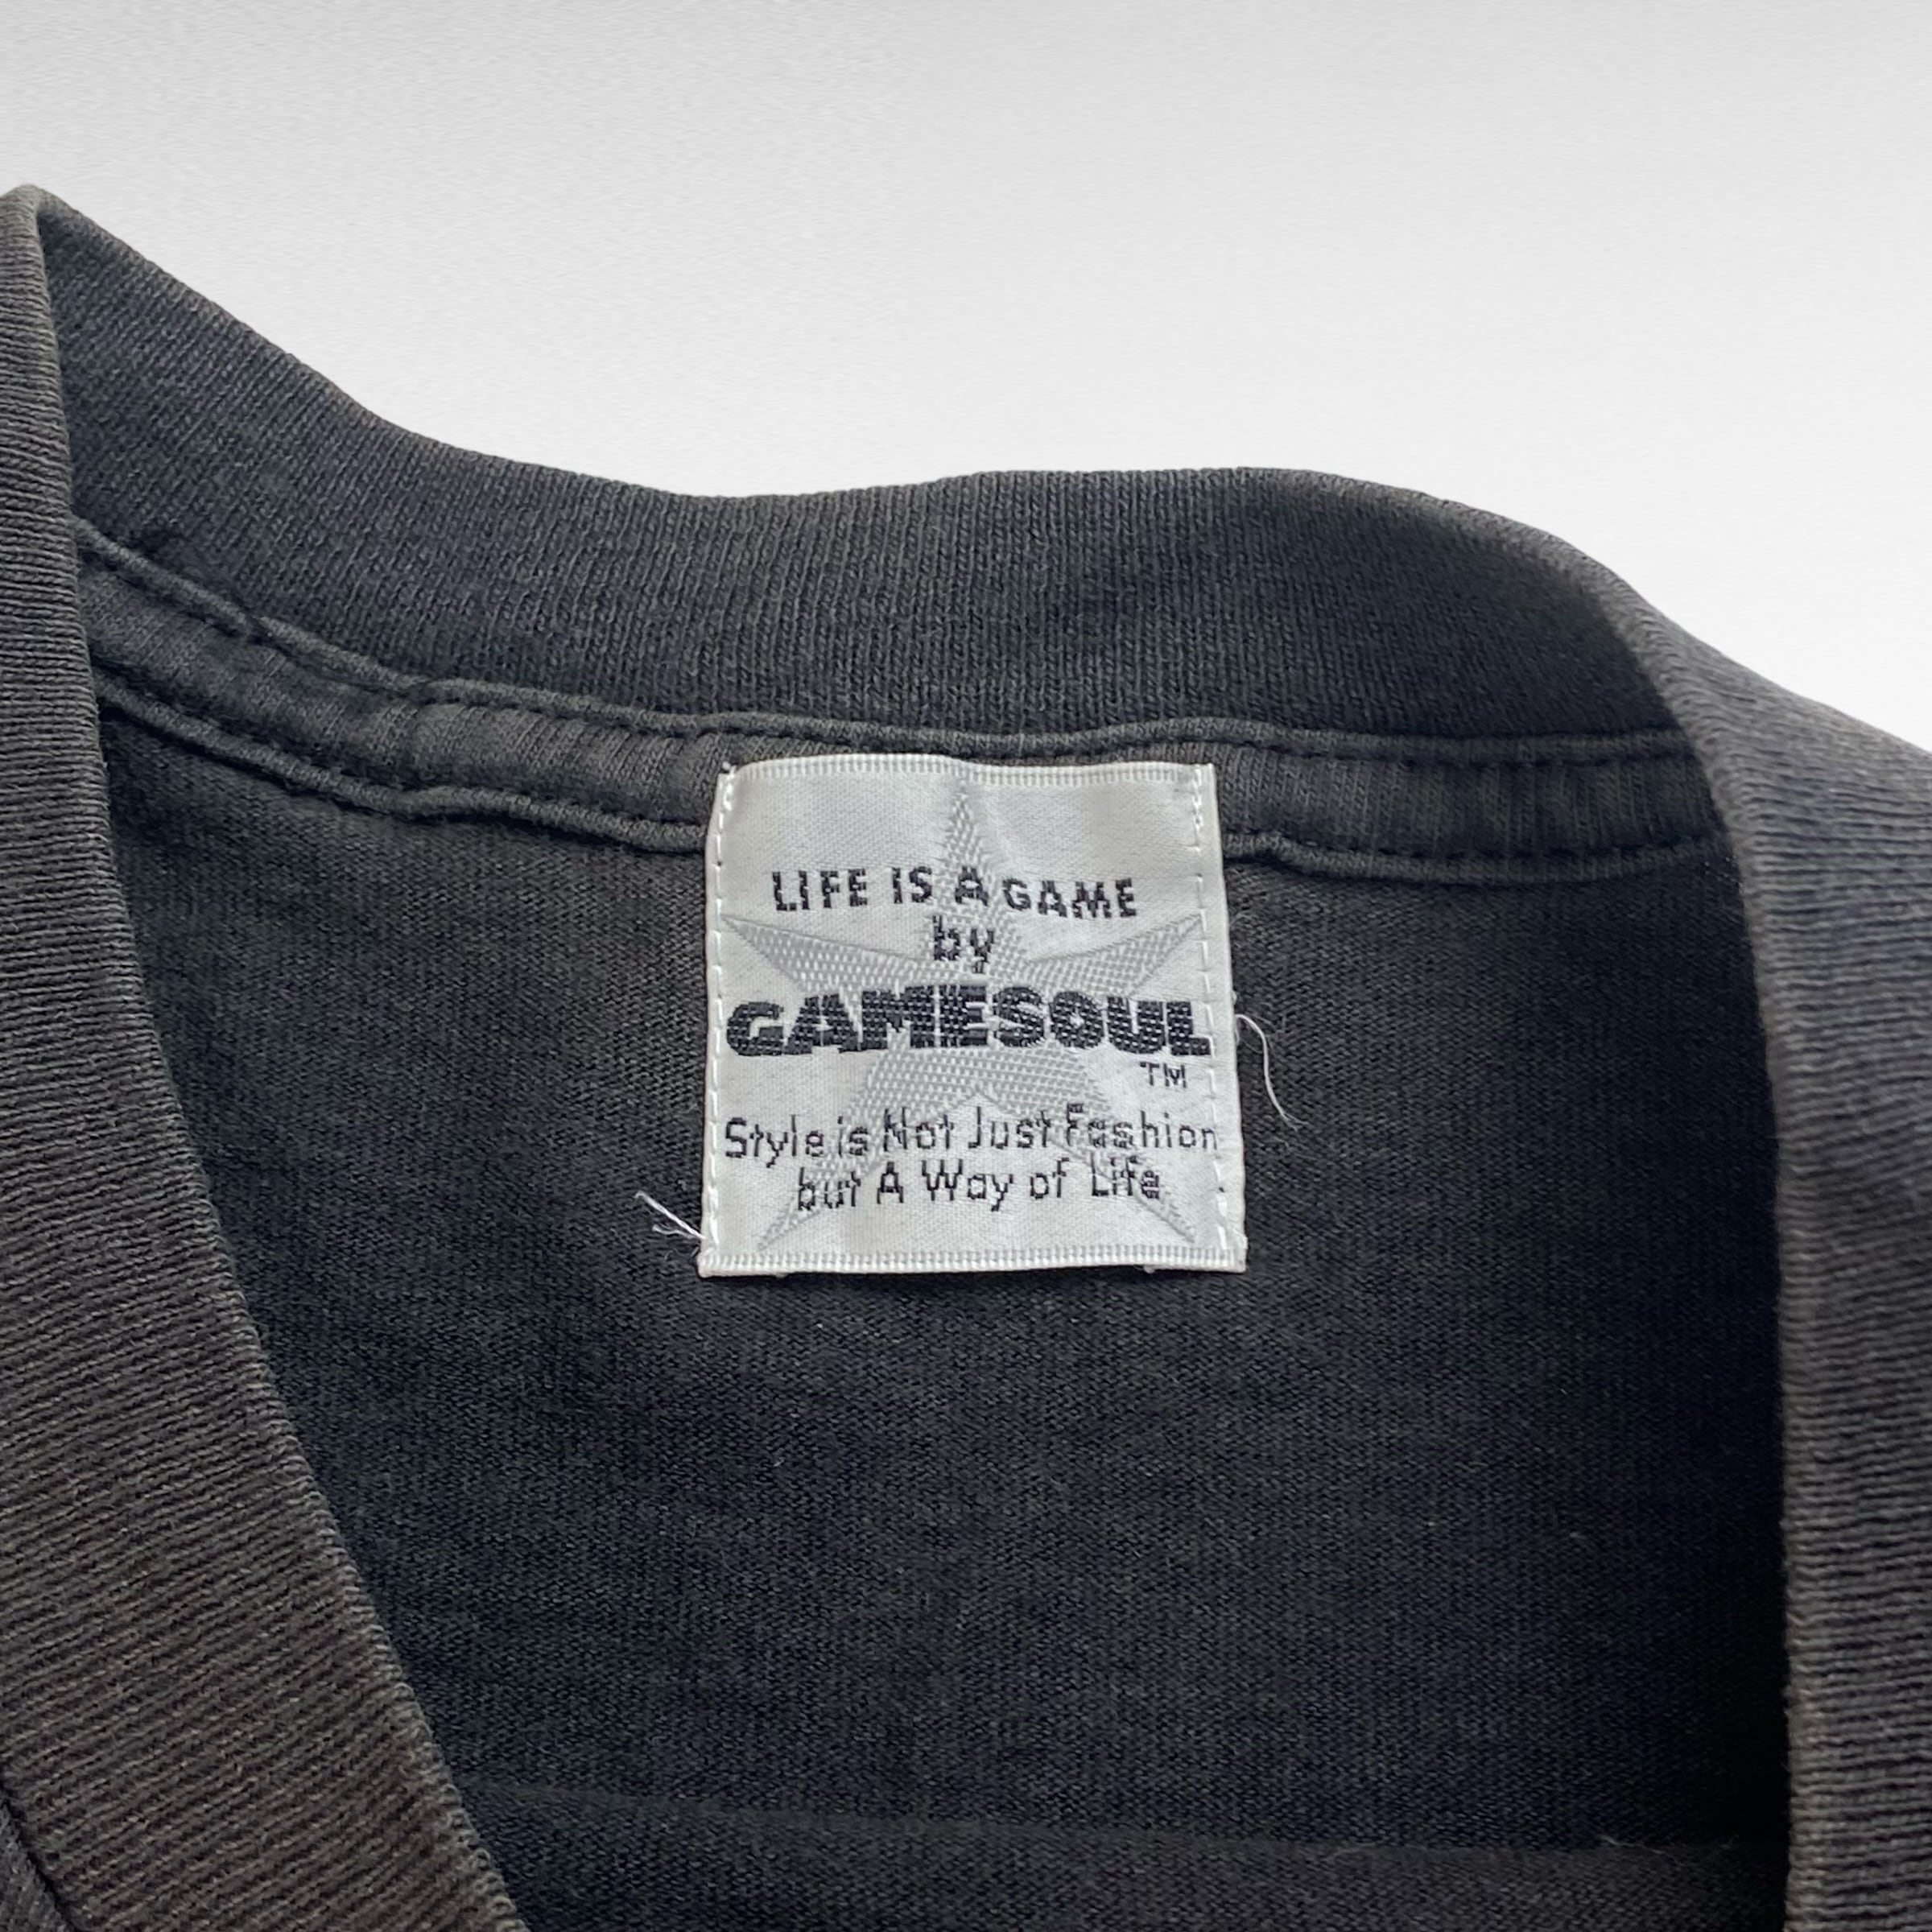 LIFE IS A GAME
by
GAMESOUL
TM
Style is Not Just Fashion
but A Way of Life